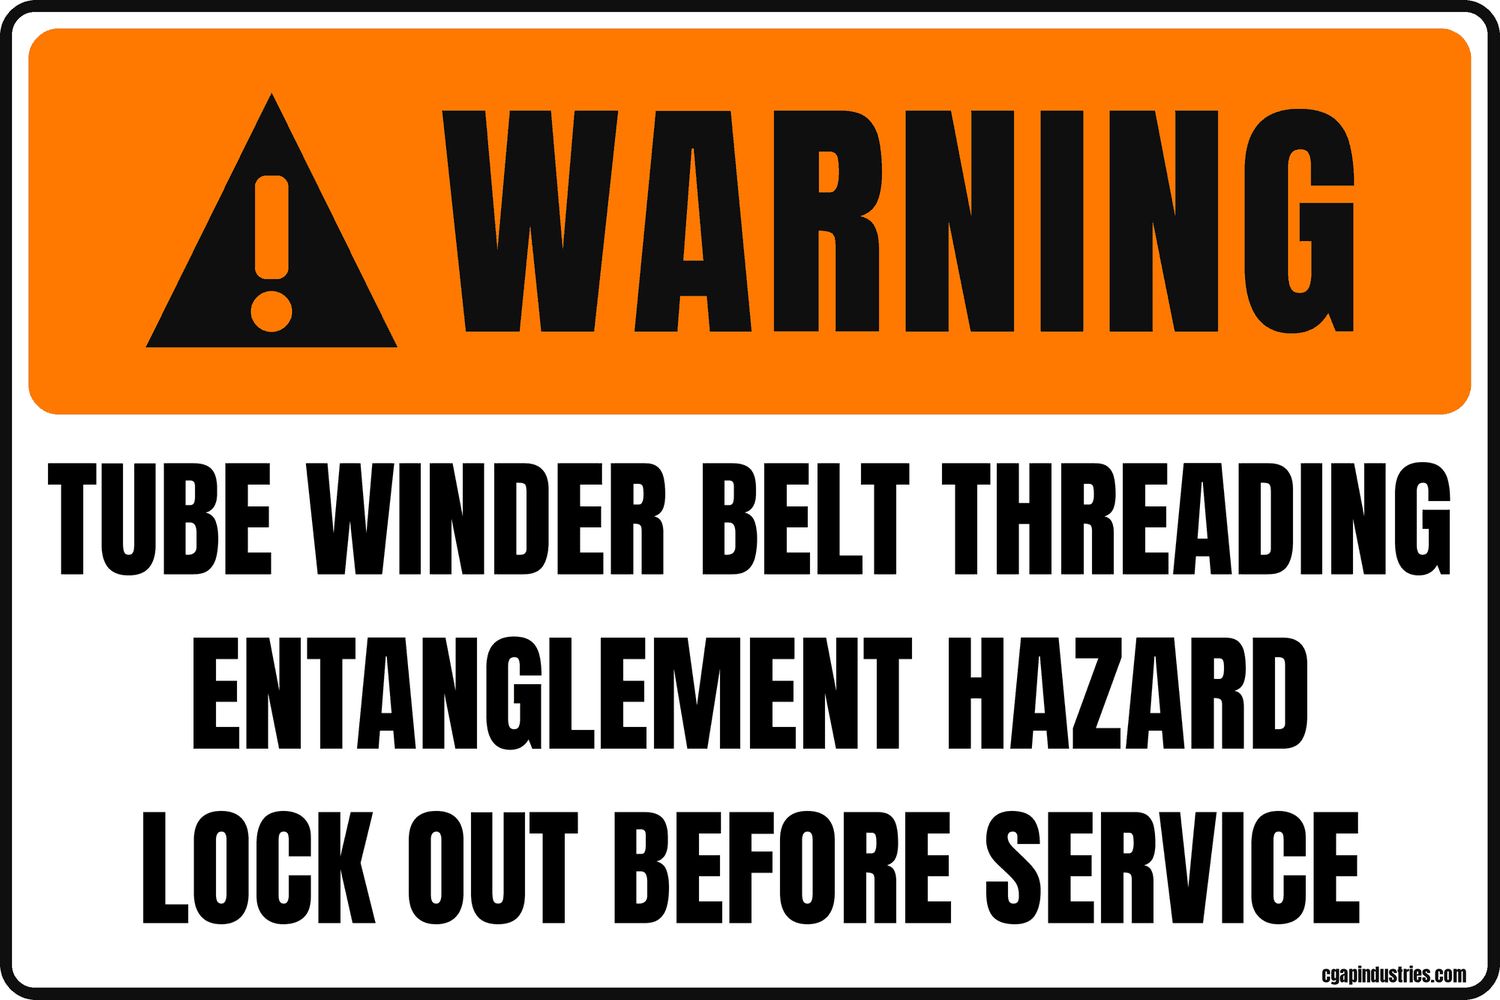 WARNING
TUBE WINDER BELT THREADING
ENTANGLEMENT HAZARD
LOCK OUT BEFORE SERVICE
cgapindustries.com